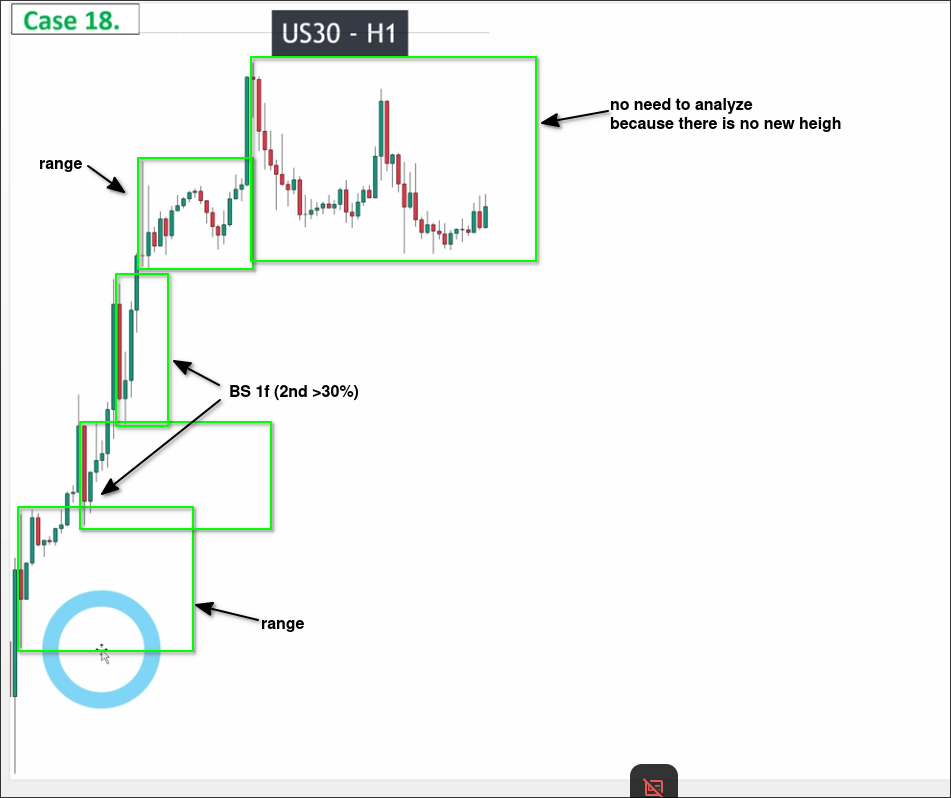 Case 18.
US30 - H1
no need to analyze
because there is no new heigh
range
BS 1f (2nd >30%)
range